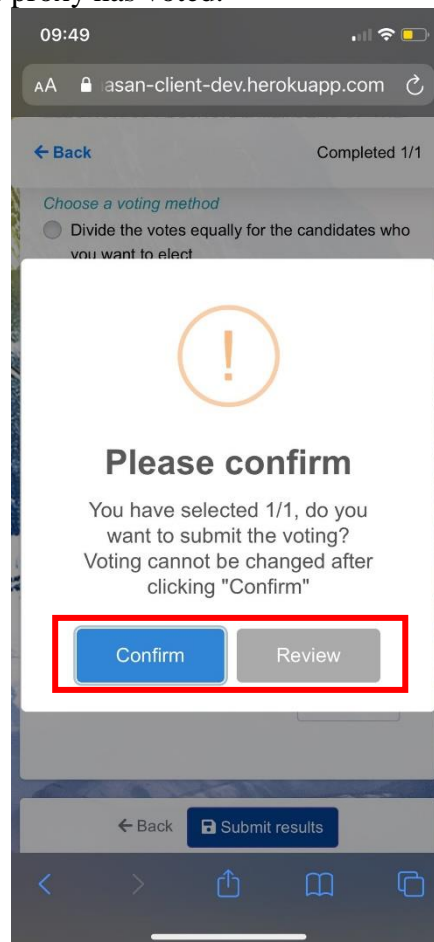 proxy has voted.
09:49
AA asan-client-dev.herokuapp.com
← Back Completed 1/1
Choose a voting method
Divide the votes equally for the candidates who
you want to elect
!
Please confirm
You have selected 1/1, do you
want to submit the voting?
Voting cannot be changed after
clicking "Confirm"
Confirm Review
← Back Submit results